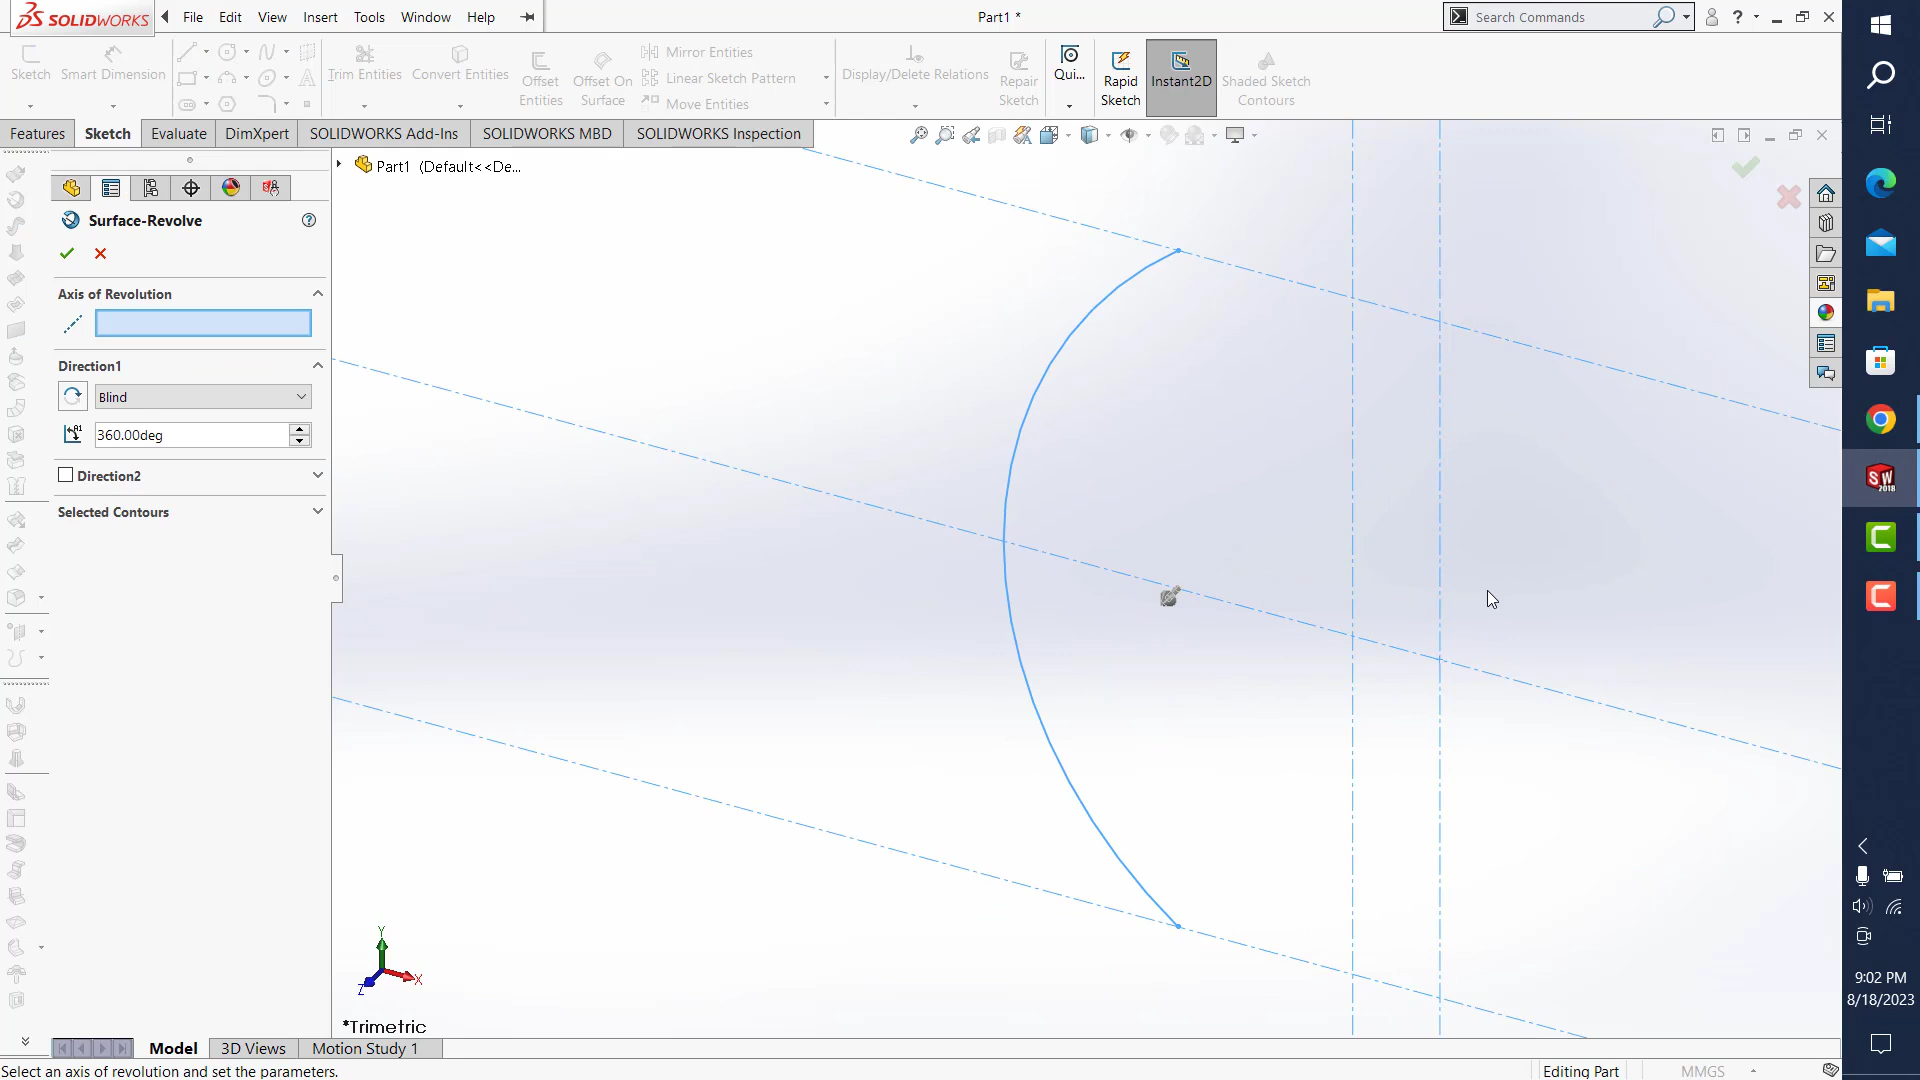 SOLIDWORKS
File
Edit
View
Insert
Tools
Window
Help
Part1 *
Search Commands
?
Sketch
Smart Dimension
Trim Entities
Convert Entities
Offset
Entities
Offset On
Surface
Mirror Entities
Linear Sketch Pattern
Move Entities
Display/Delete Relations
Repair
Sketch
Qui...
Rapid
Sketch
Instant2D
Shaded Sketch
Contours
Features
Sketch
Evaluate
DimXpert
SOLIDWORKS Add-Ins
SOLIDWORKS MBD
SOLIDWORKS Inspection
Part1 (Default<<De...
Surface-Revolve
?
Axis of Revolution
Direction1
Blind
360.00deg
Direction2
Selected Contours
Y
X
Z
*Trimetric
Model
3D Views
Motion Study 1
Select an axis of revolution and set the parameters.
Editing Part
MMGS
SW
2018
9:02 PM
8/18/2023